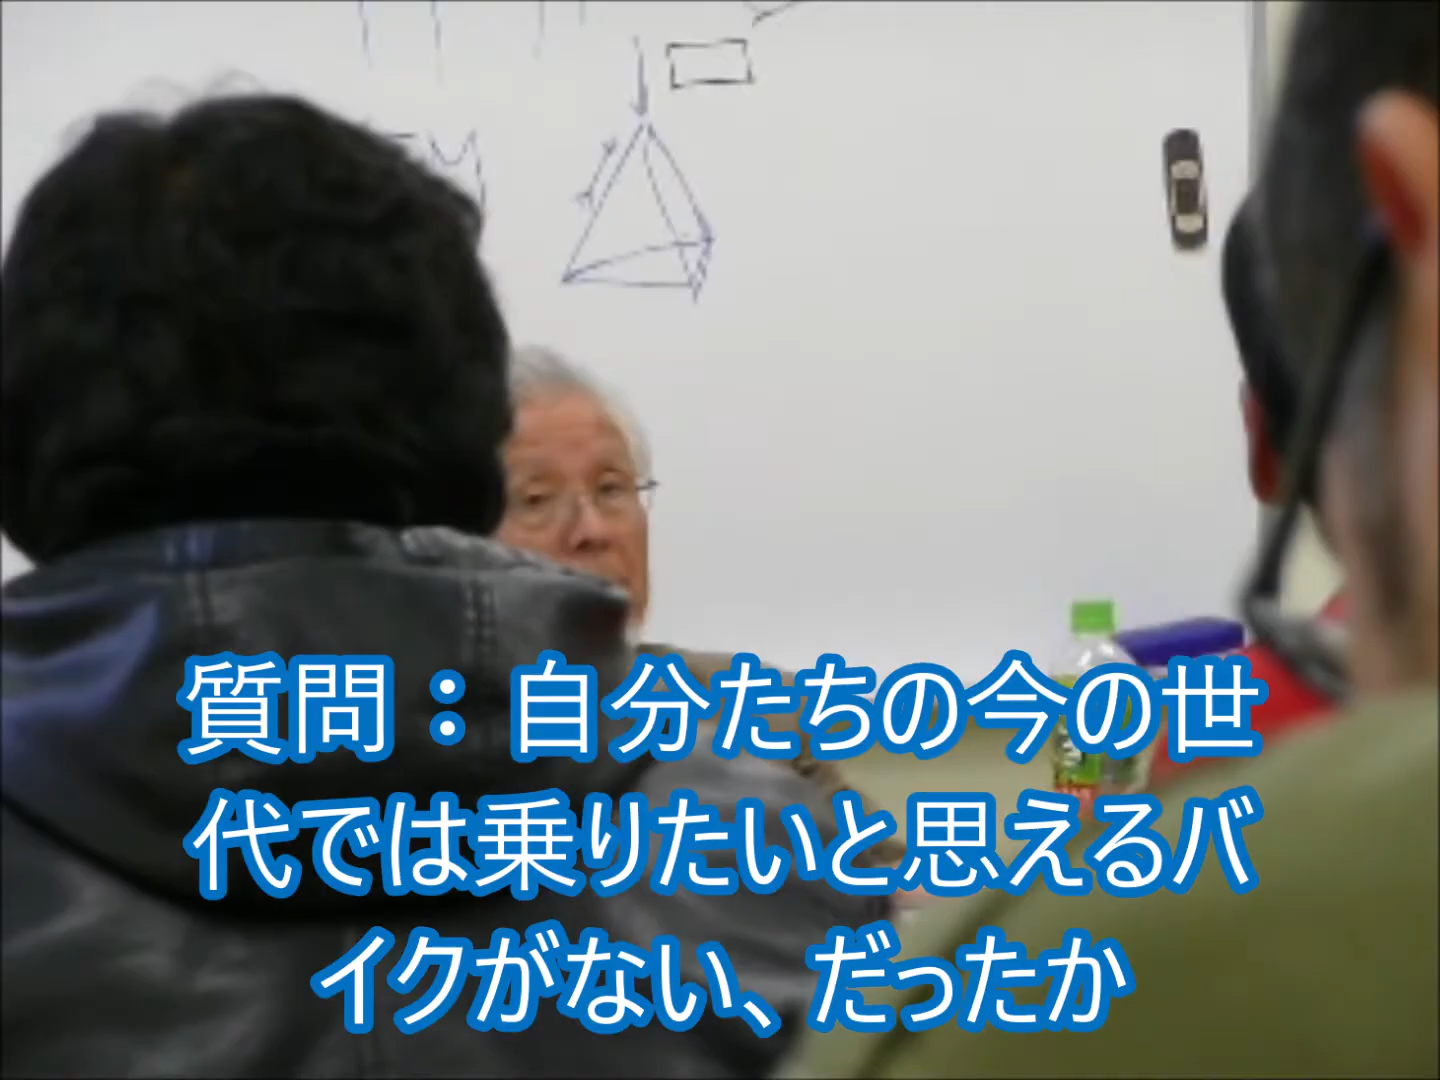 質問：自分たちの今の世
代では乗りたいと思えるバ
イクがない、だったか